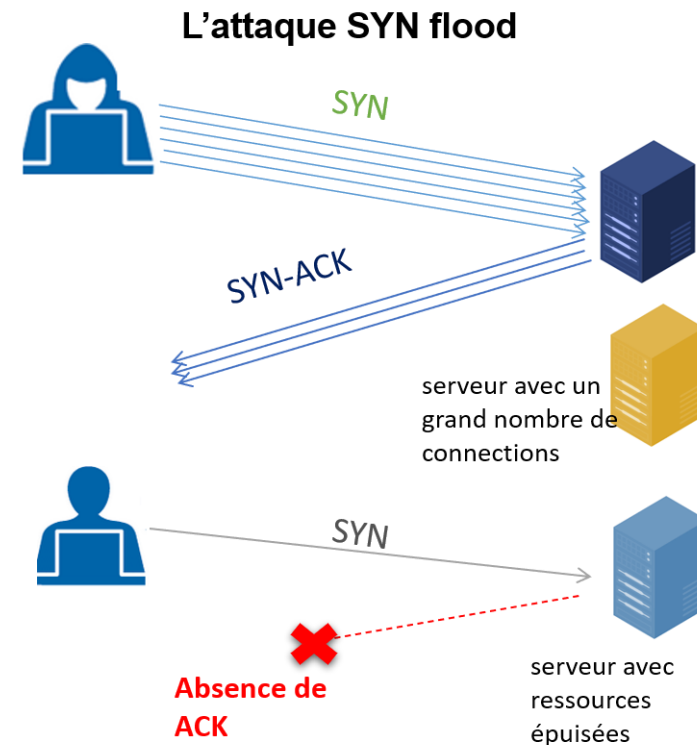 L'attaque SYN flood
SYN
SYN-ACK
serveur avec un
grand nombre de
connections
SYN
Absence de
ACK
serveur avec
ressources
épuisées